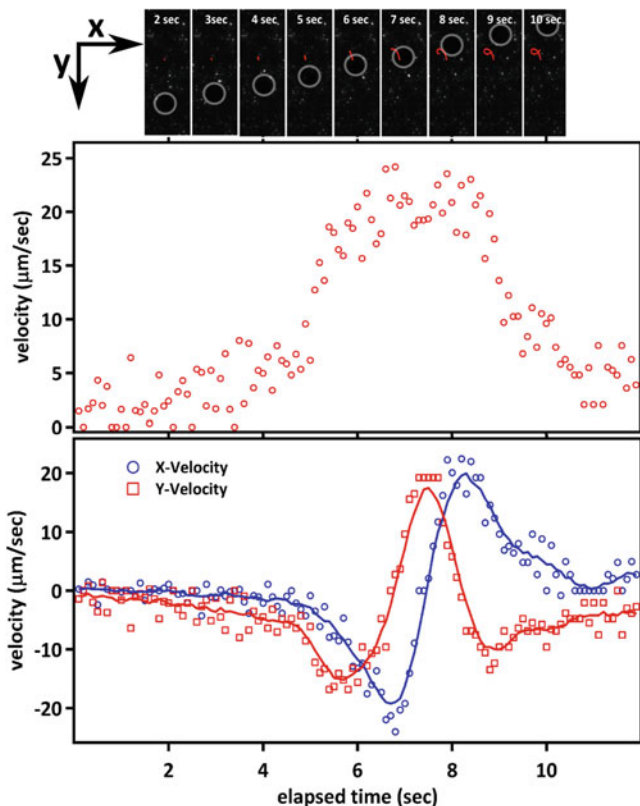 x
y
2 sec
3sec
4 sec
5 sec
6 sec
7 sec
8 sec
9 sec
10 sec
velocity (μm/sec)
25
20
15
10
5
0
velocity (μm/sec)
20
10
0
-10
-20
X-Velocity
Y-Velocity
2
4
6
8
10
elapsed time (sec)